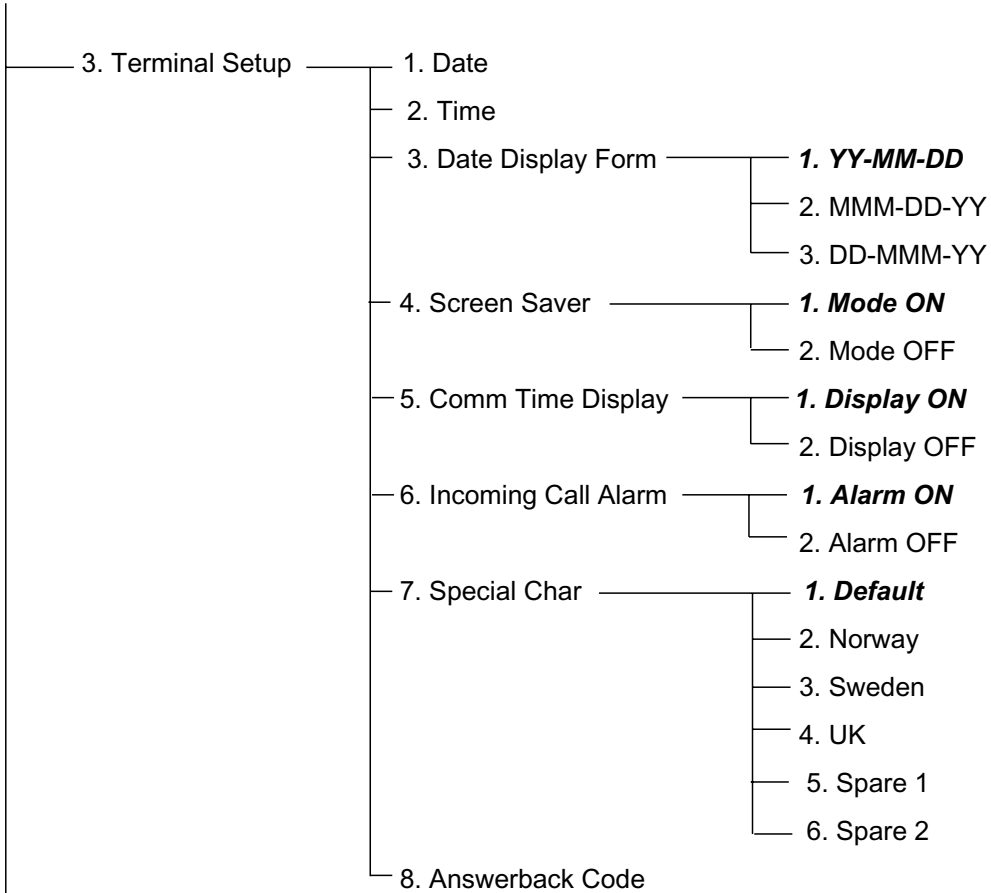 3. Terminal Setup 1. Date
2. Time
3. Date Display Form 1. YY-MM-DD
2. MMM-DD-YY
3. DD-MMM-YY
4. Screen Saver 1. Mode ON
2. Mode OFF
5. Comm Time Display 1. Display ON
2. Display OFF
6. Incoming Call Alarm 1. Alarm ON
2. Alarm OFF
7. Special Char 1. Default
2. Norway
3. Sweden
4. UK
5. Spare 1
6. Spare 2
8. Answerback Code